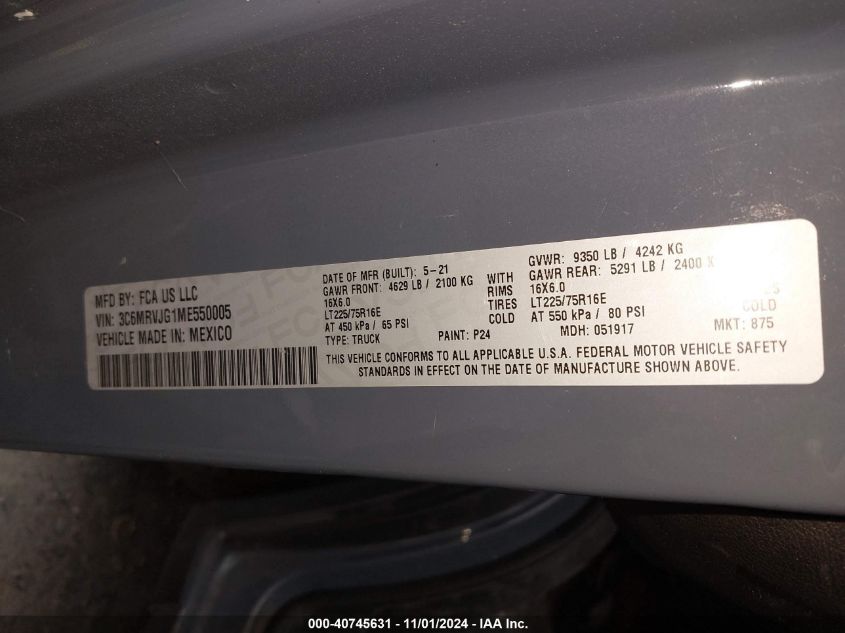 MFD BY: FCA US LLC
VIN: 3C6MRVJG1ME550005
VEHICLE MADE IN: MEXICO
DATE OF MFR (BUILT): 5-21
GAWR FRONT: 4629 LB / 2100 KG
16X6.0
LT225/75R16E
AT 450 kPa / 65 PSI
TYPE: TRUCK
PAINT: P24
WITH
RIMS
TIRES
COLD
GVWR: 9350 LB / 4242 KG
GAWR REAR: 5291 LB / 2400
16X6.0
LT225/75R16E
AT 550 kPa / 80 PSI
COLD
MDH: 051917
MKT: 875
THIS VEHICLE CONFORMS TO ALL APPLICABLE U.S.A. FEDERAL MOTOR VEHICLE SAFETY
STANDARDS IN EFFECT ON THE DATE OF MANUFACTURE SHOWN ABOVE.
000-40745631 - 11/01/2024 - IAA Inc.